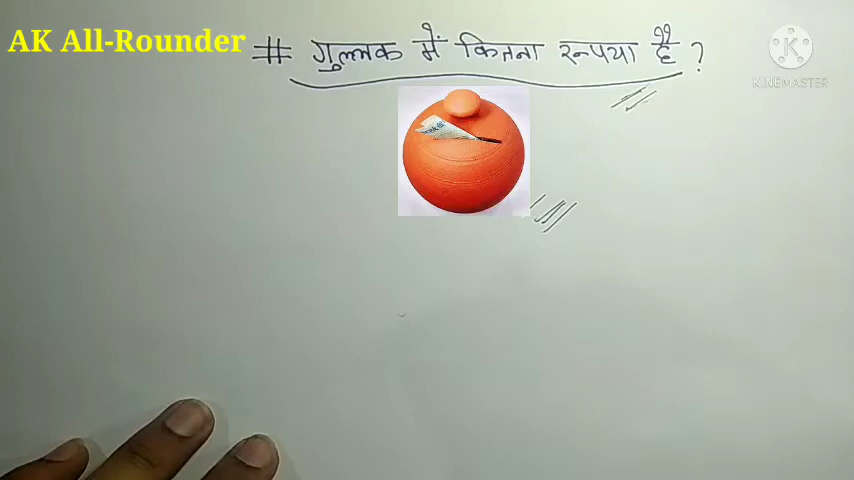 AK All-Rounder
# गुल्लक में कितना रूपया है ?
KINEMASTER